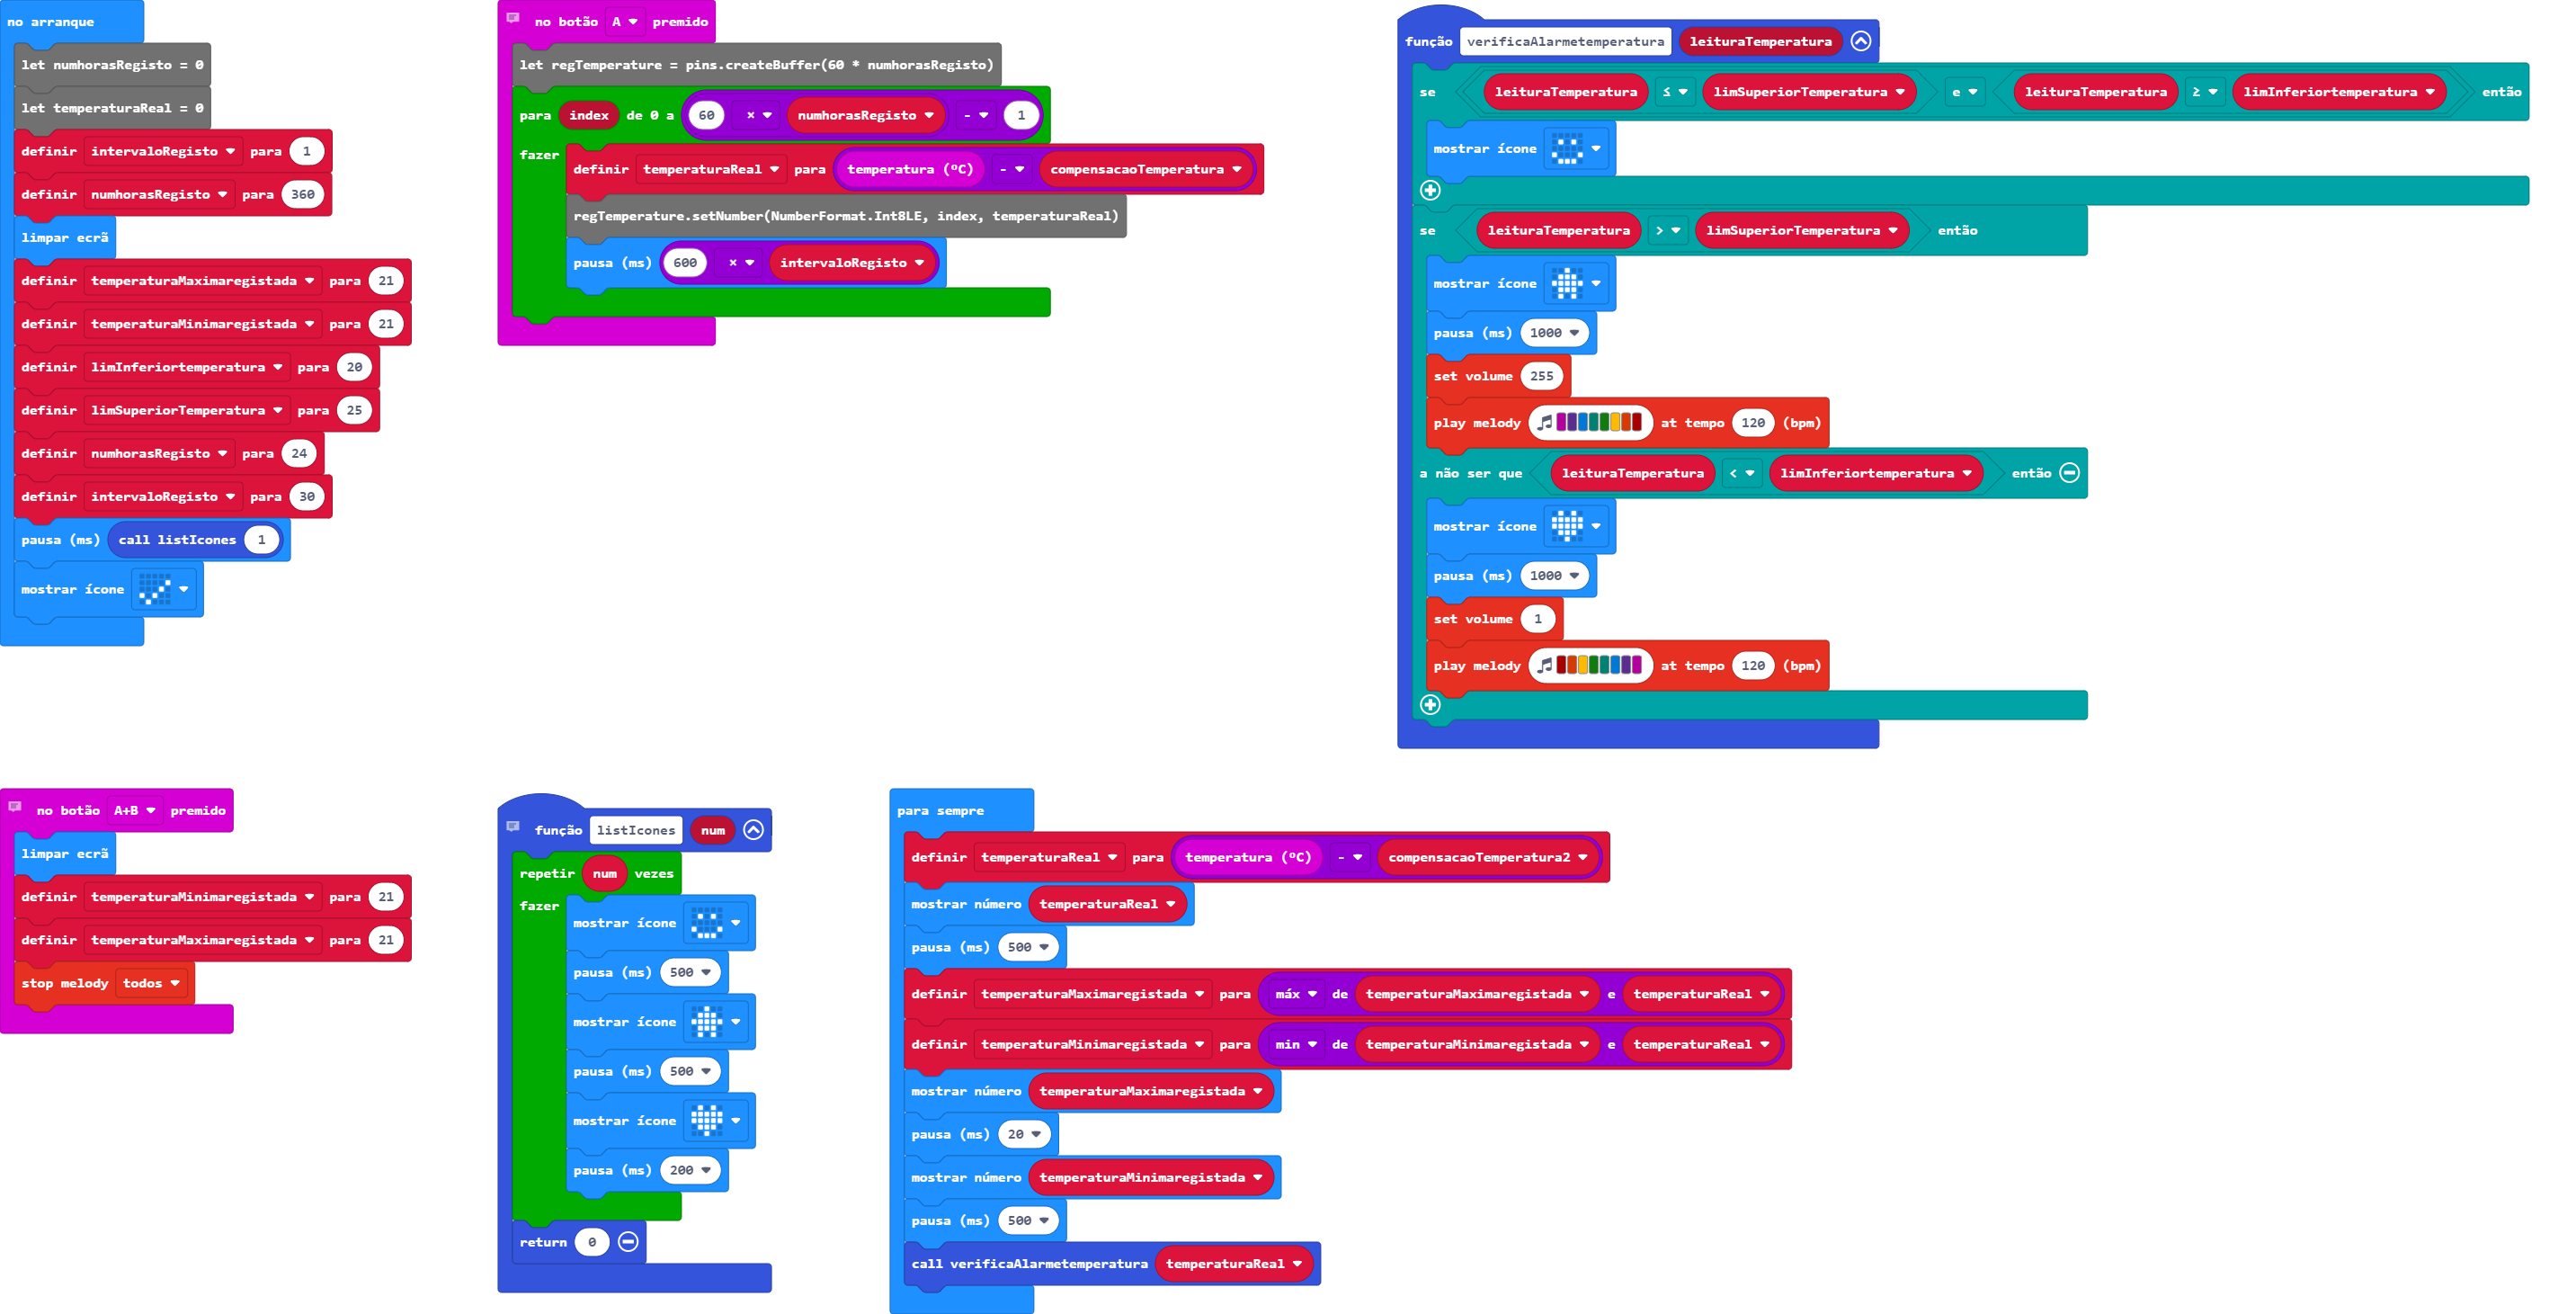 no arranque
let numhorasRegisto = 0
let temperaturaReal = 0
definir intervaloRegisto para 1
definir numhorasRegisto para 360
limpar ecrã
definir temperaturaMaximaregistada para 21
definir temperaturaMinimaregistada para 21
definir limInferiortemperatura para 20
definir limSuperiorTemperatura para 25
definir numhorasRegisto para 24
definir intervaloRegisto para 30
pausa (ms) call listIcones 1
mostrar ícone
no botão A premido
let regTemperature = pins.createBuffer(60 * numhorasRegisto)
para index de 0 a 60 × numhorasRegisto - 1
fazer
definir temperaturaReal para temperatura (ºC) - compensacaoTemperatura
regTemperature.setNumber(NumberFormat.Int8LE, index, temperaturaReal)
pausa (ms) 600 × intervaloRegisto
função verificaAlarmetemperatura leituraTemperatura
se leituraTemperatura ≤ limSuperiorTemperatura e leituraTemperatura ≥ limInferiortemperatura então
mostrar ícone
se leituraTemperatura > limSuperiorTemperatura então
mostrar ícone
pausa (ms) 1000
set volume 255
play melody at tempo 120 (bpm)
a não ser que leituraTemperatura < limInferiortemperatura então
mostrar ícone
pausa (ms) 1000
set volume 1
play melody at tempo 120 (bpm)
no botão A+B premido
limpar ecrã
definir temperaturaMinimaregistada para 21
definir temperaturaMaximaregistada para 21
stop melody todos
função listIcones num
repetir num vezes
fazer
mostrar ícone
pausa (ms) 500
mostrar ícone
pausa (ms) 500
mostrar ícone
pausa (ms) 200
return 0
para sempre
definir temperaturaReal para temperatura (ºC) - compensacaoTemperatura2
mostrar número temperaturaReal
pausa (ms) 500
definir temperaturaMaximaregistada para máx de temperaturaMaximaregistada e temperaturaReal
definir temperaturaMinimaregistada para min de temperaturaMinimaregistada e temperaturaReal
mostrar número temperaturaMaximaregistada
pausa (ms) 20
mostrar número temperaturaMinimaregistada
pausa (ms) 500
call verificaAlarmetemperatura temperaturaReal